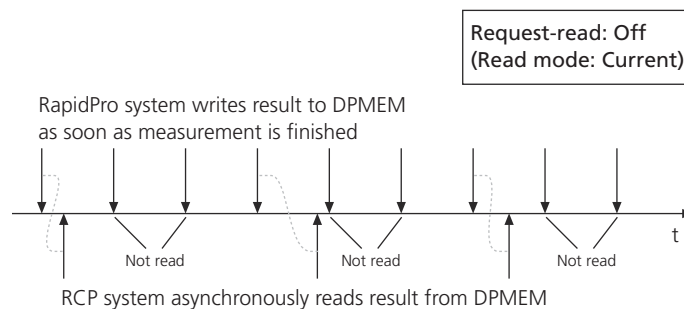 Request-read: Off
(Read mode: Current)
RapidPro system writes result to DPMEM
as soon as measurement is finished
t
Not read
Not read
Not read
RCP system asynchronously reads result from DPMEM